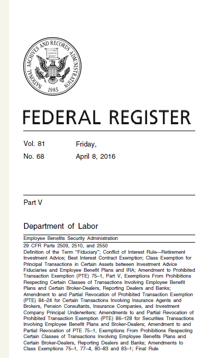 NATIONAL ARCHIVES AND RECORDS ADMINISTRATION
1985
FEDERAL REGISTER
Vol. 81 Friday,
No. 68 April 8, 2016
Part V
Department of Labor
Employee Benefits Security Administration
29 CFR Parts 2509, 2510, and 2550
Definition of the Term “Fiduciary”; Conflict of Interest Rule—Retirement
Investment Advice; Best Interest Contract Exemption; Class Exemption for
Principal Transactions in Certain Assets between Investment Advice
Fiduciaries and Employee Benefit Plans and IRA; Amendment to Prohibited
Transaction Exemption (PTE) 75–1, Part V, Exemptions From Prohibitions
Respecting Certain Classes of Transactions Involving Employee Benefit
Plans and Certain Broker-Dealers, Reporting Dealers and Banks;
Amendment to and Partial Revocation of Prohibited Transaction Exemption
(PTE) 84–24 for Certain Transactions Involving Insurance Agents and
Brokers, Pension Consultants, Insurance Companies, and Investment
Company Principal Underwriters; Amendments to and Partial Revocation of
Prohibited Transaction Exemption (PTE) 86–128 for Securities Transactions
Involving Employee Benefit Plans and Broker-Dealers; Amendment to and
Partial Revocation of PTE 75–1, Exemptions From Prohibitions Respecting
Certain Classes of Transactions Involving Employee Benefit Plans and
Certain Broker-Dealers, Reporting Dealers and Banks; Amendments to
Class Exemptions 75–1, 77–4, 80–83 and 83–1; Final Rule